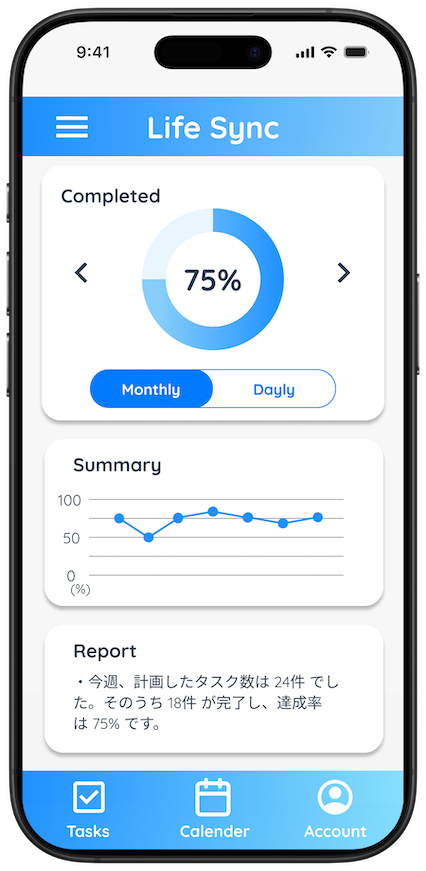 9:41
Life Sync
Completed
75%
Monthly Dayly
Summary
100
50
0
(%)
Report
・今週、計画したタスク数は 24件 でし
た。そのうち 18件 が完了し、達成率
は 75% です。
Tasks Calender Account